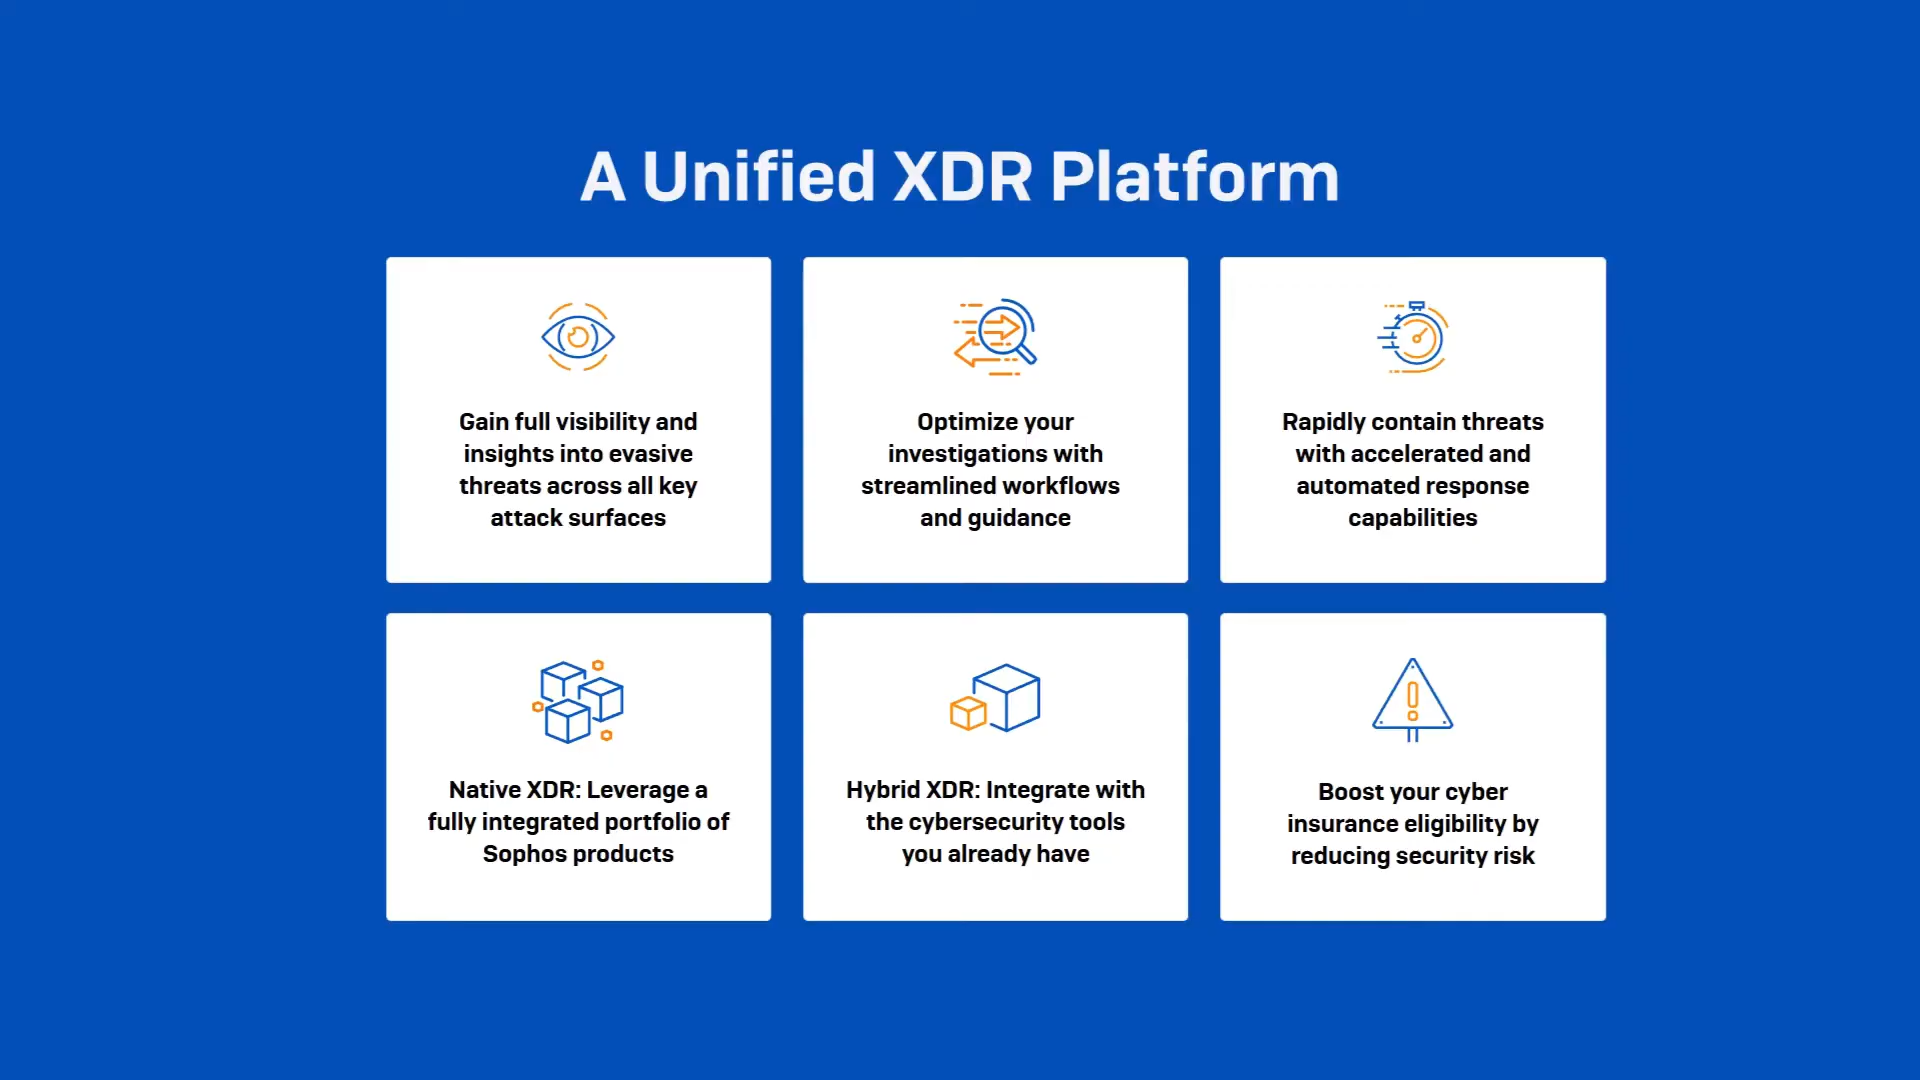 A Unified XDR Platform
Gain full visibility and
insights into evasive
threats across all key
attack surfaces
Optimize your
investigations with
streamlined workflows
and guidance
Rapidly contain threats
with accelerated and
automated response
capabilities
Native XDR: Leverage a
fully integrated portfolio of
Sophos products
Hybrid XDR: Integrate with
the cybersecurity tools
you already have
Boost your cyber
insurance eligibility by
reducing security risk